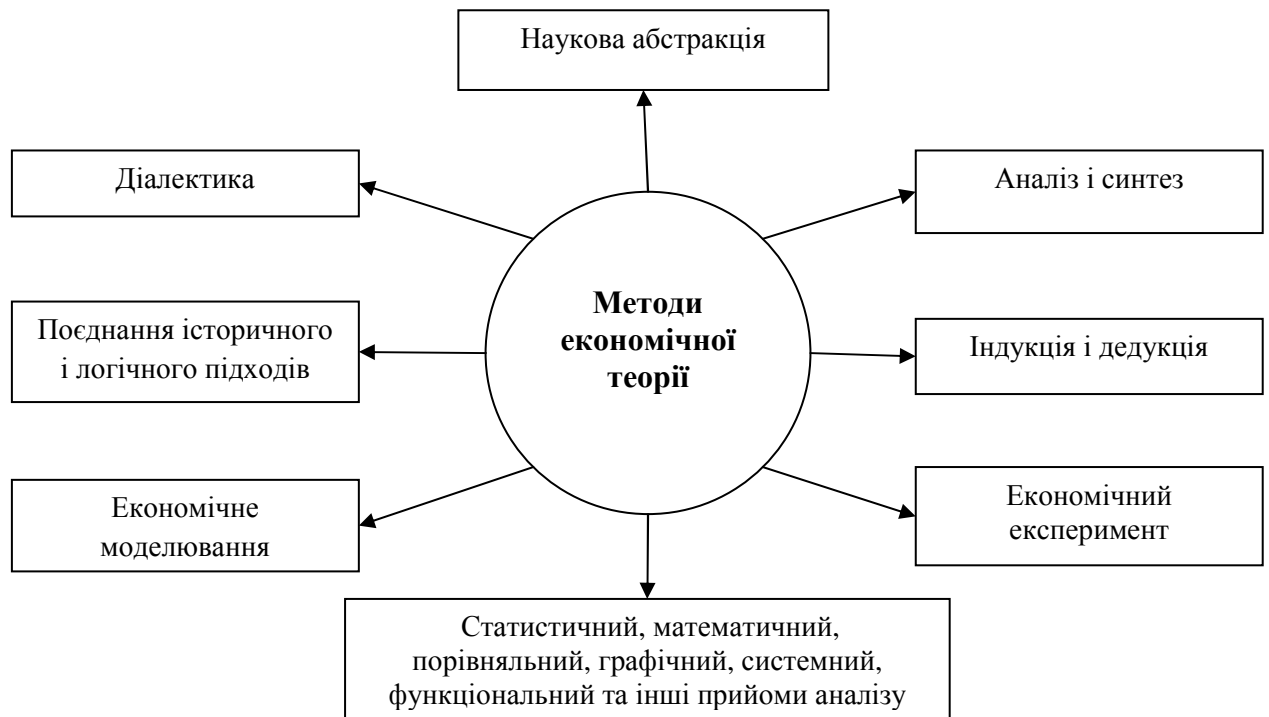 Наукова абстракція
Діалектика
Аналіз і синтез
Методи
економічної
теорії
Поєднання історичного
і логічного підходів
Індукція і дедукція
Економічне
моделювання
Економічний
експеримент
Статистичний, математичний,
порівняльний, графічний, системний,
функціональний та інші прийоми аналізу